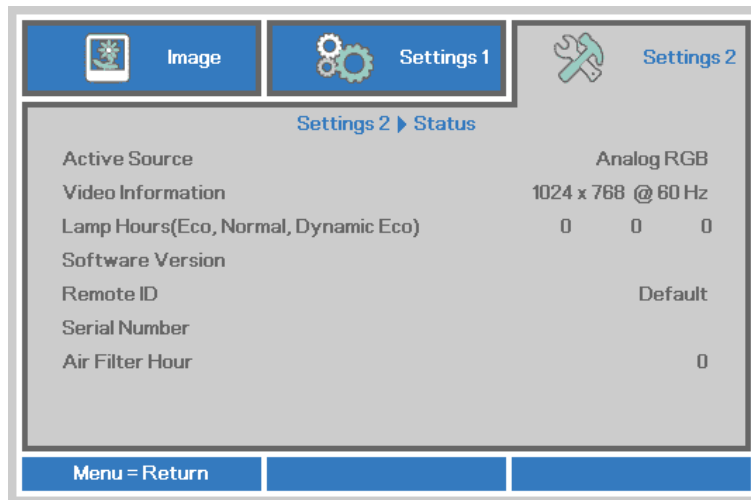 Image Settings 1 Settings 2
Settings 2 ▶ Status
Active Source Analog RGB
Video Information 1024 x 768 @ 60 Hz
Lamp Hours(Eco, Normal, Dynamic Eco) 0 0 0
Software Version
Remote ID Default
Serial Number
Air Filter Hour 0
Menu = Return